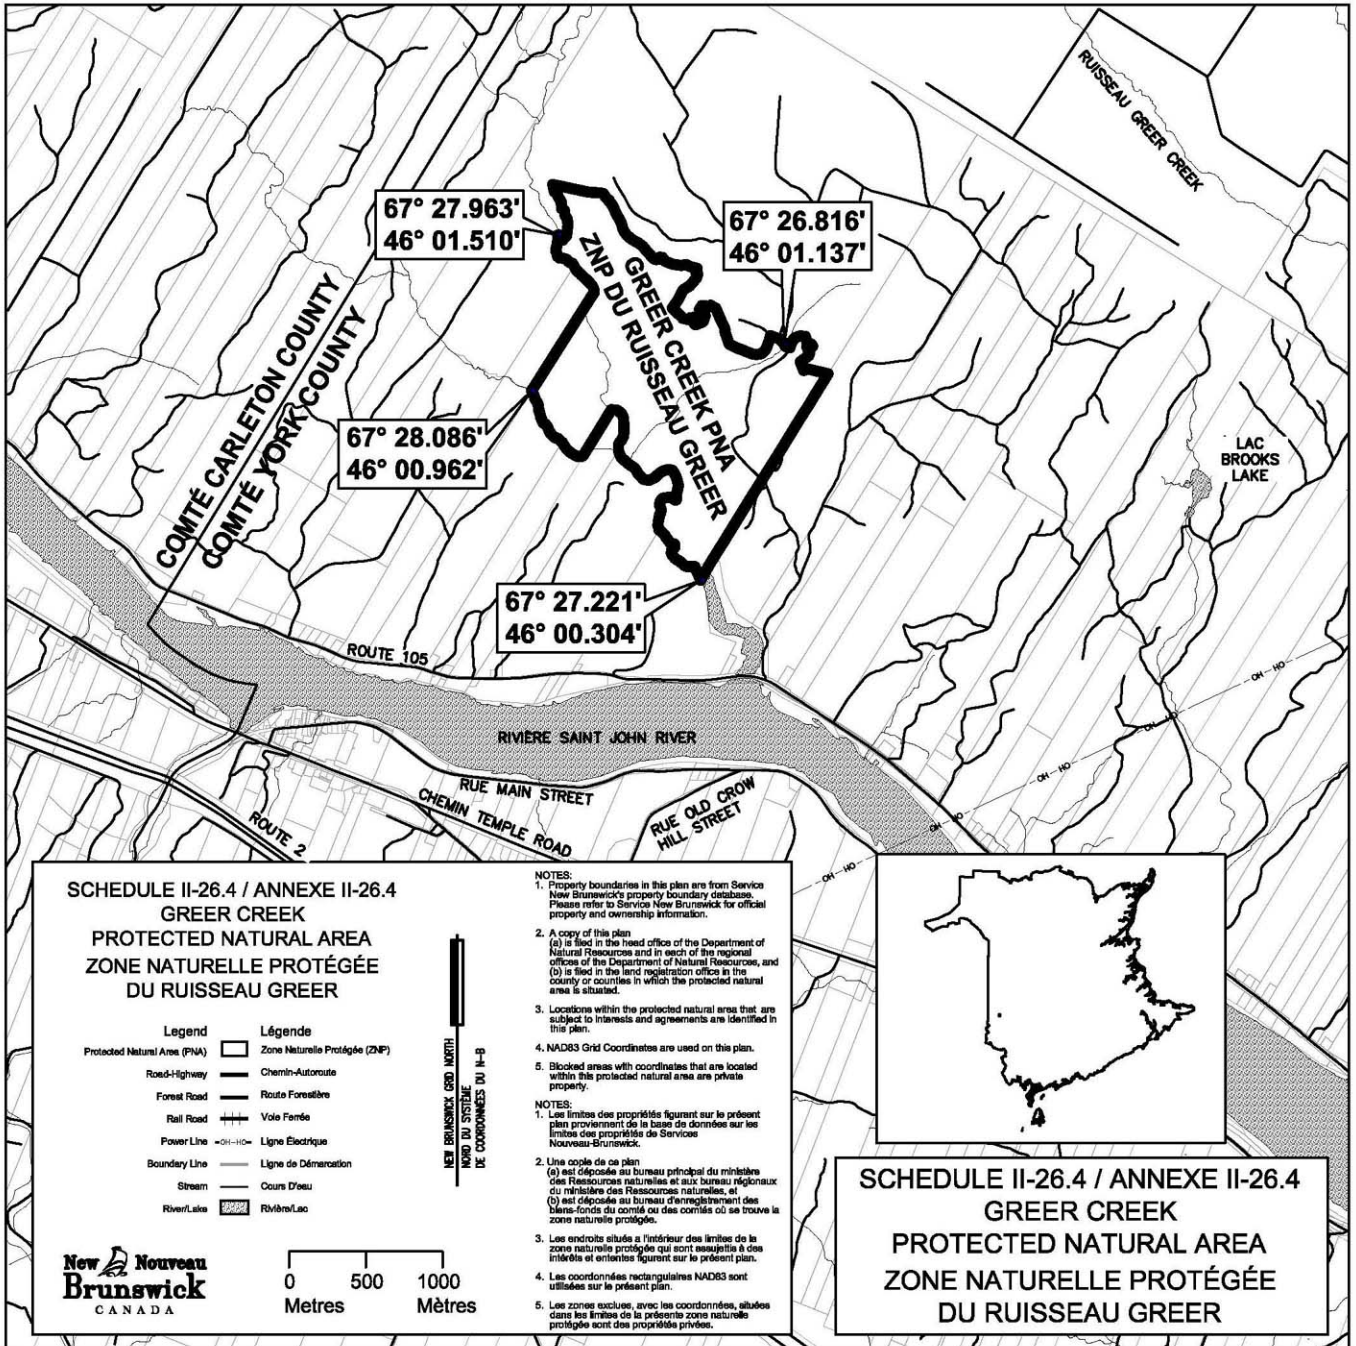 RUISSEAU GREER CREEK
67° 27.963'
46° 01.510'
67° 26.816'
46° 01.137'
GREER CREEK PNA
ZNP DU RUISSEAU GREER
COMTÉ CARLETON COUNTY
COMTÉ YORK COUNTY
67° 28.086'
46° 00.962'
LAC
BROOKS
LAKE
67° 27.221'
46° 00.304'
ROUTE 105
RIVIERE SAINT JOHN RIVER
RUE MAIN STREET
CHEMIN TEMPLE ROAD
RUE OLD CROW
HILL STREET
ROUTE 2
OH - HO
OH - HO
OH - HO
OH - HO
OH - HO
SCHEDULE II-26.4 / ANNEXE II-26.4
GREER CREEK
PROTECTED NATURAL AREA
ZONE NATURELLE PROTÉGÉE
DU RUISSEAU GREER
Legend Légende
Protected Natural Area (PNA) Zone Naturelle Protégée (ZNP)
Road-Highway Chemin-Autoroute
Forest Road Route Forestière
Rail Road Voie Ferrée
Power Line -OH-HO- Ligne Électrique
Boundary Line Ligne de Démarcation
Stream Cours D'eau
River/Lake Rivière/Lac
NEW BRUNSWICK GRID NORTH
NORD DU SYSTÈME
DE COORDONNÉES DU N-B
New Nouveau
Brunswick
CANADA
0 500 1000
Metres Mètres
NOTES:
1. Property boundaries in this plan are from Service
New Brunswick's property boundary database.
Please refer to Service New Brunswick for official
property and ownership information.
2. A copy of this plan
(a) is filed in the head office of the Department of
Natural Resources and in each of the regional
offices of the Department of Natural Resources, and
(b) is filed in the land registration office in the
county or counties in which the protected natural
area is situated.
3. Locations within the protected natural area that are
subject to interests and agreements are identified in
this plan.
4. NAD83 Grid Coordinates are used on this plan.
5. Blocked areas with coordinates that are located
within this protected natural area are private
property.
NOTES:
1. Les limites des propriétés figurant sur le présent
plan proviennent de la base de données sur les
limites des propriétés de Services
Nouveau-Brunswick.
2. Une copie de ce plan
(a) est déposée au bureau principal du ministère
des Ressources naturelles et aux bureau régionaux
du ministère des Ressources naturelles, et
(b) est déposée au bureau d'enregistrement des
biens-fonds du comté ou des comtés où se trouve la
zone naturelle protégée.
3. Les endroits situés a l'intérieur des limites de la
zone naturelle protégée qui sont assujettis à des
intérêts et ententes figurent sur le présent plan.
4. Les coordonnées rectangulaires NAD83 sont
utilisées sur le présent plan.
5. Les zones exclues, avec les coordonnées, situées
dans les limites de la présente zone naturelle
protégée sont des propriétés privées.
SCHEDULE II-26.4 / ANNEXE II-26.4
GREER CREEK
PROTECTED NATURAL AREA
ZONE NATURELLE PROTÉGÉE
DU RUISSEAU GREER